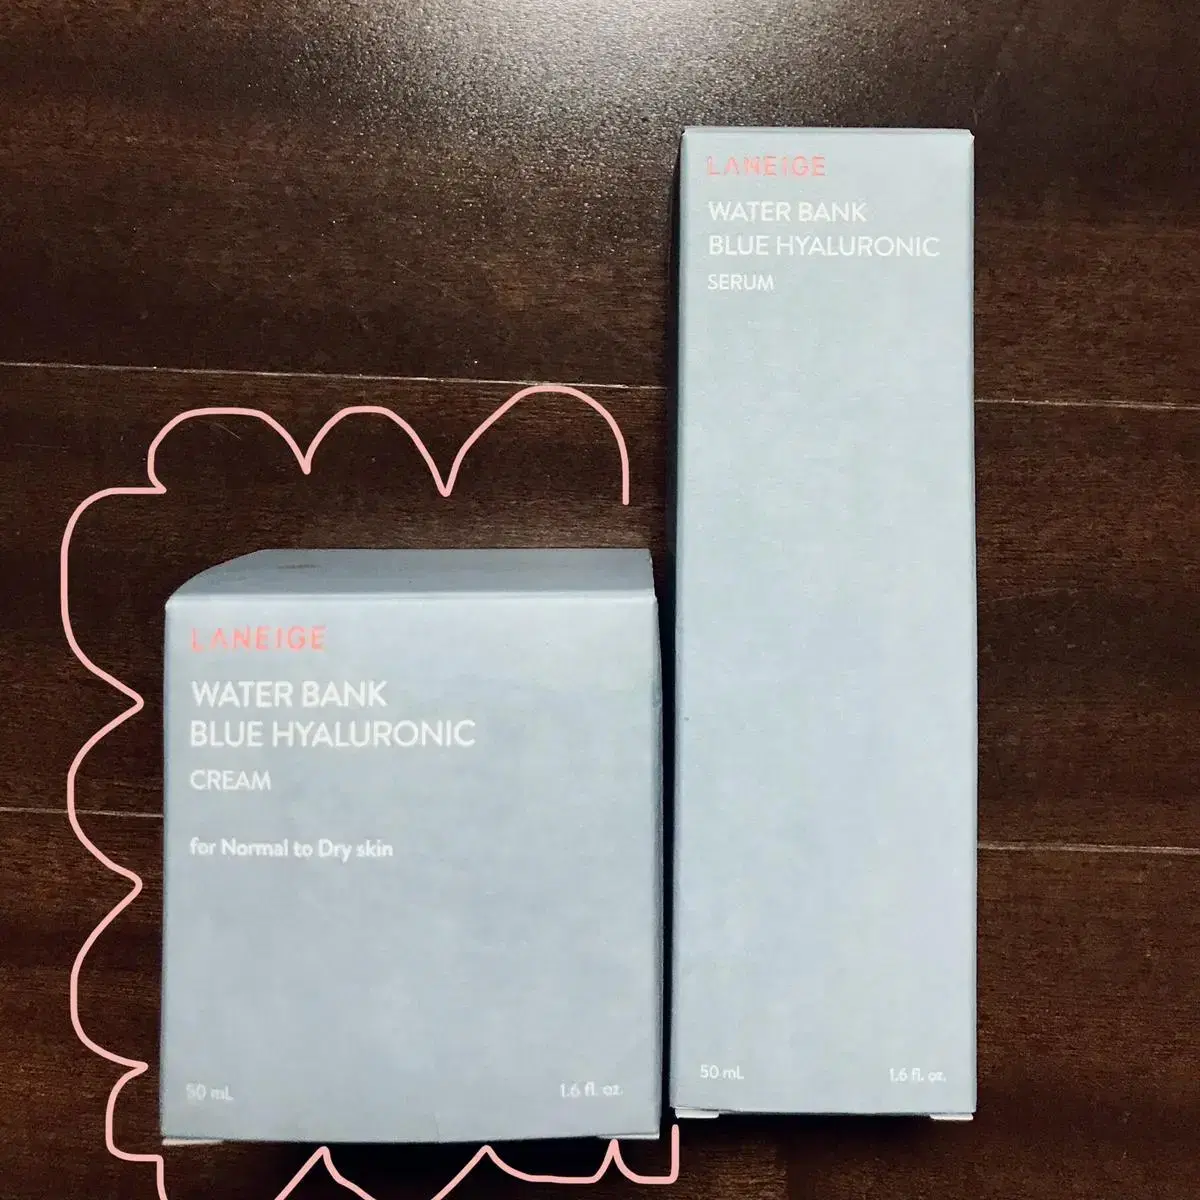 LANEIGE
WATER BANK
BLUE HYALURONIC
CREAM
for Normal to Dry skin
50 mL
1.6 fl. oz.
LANEIGE
WATER BANK
BLUE HYALURONIC
SERUM
50 mL
1.6 fl. oz.